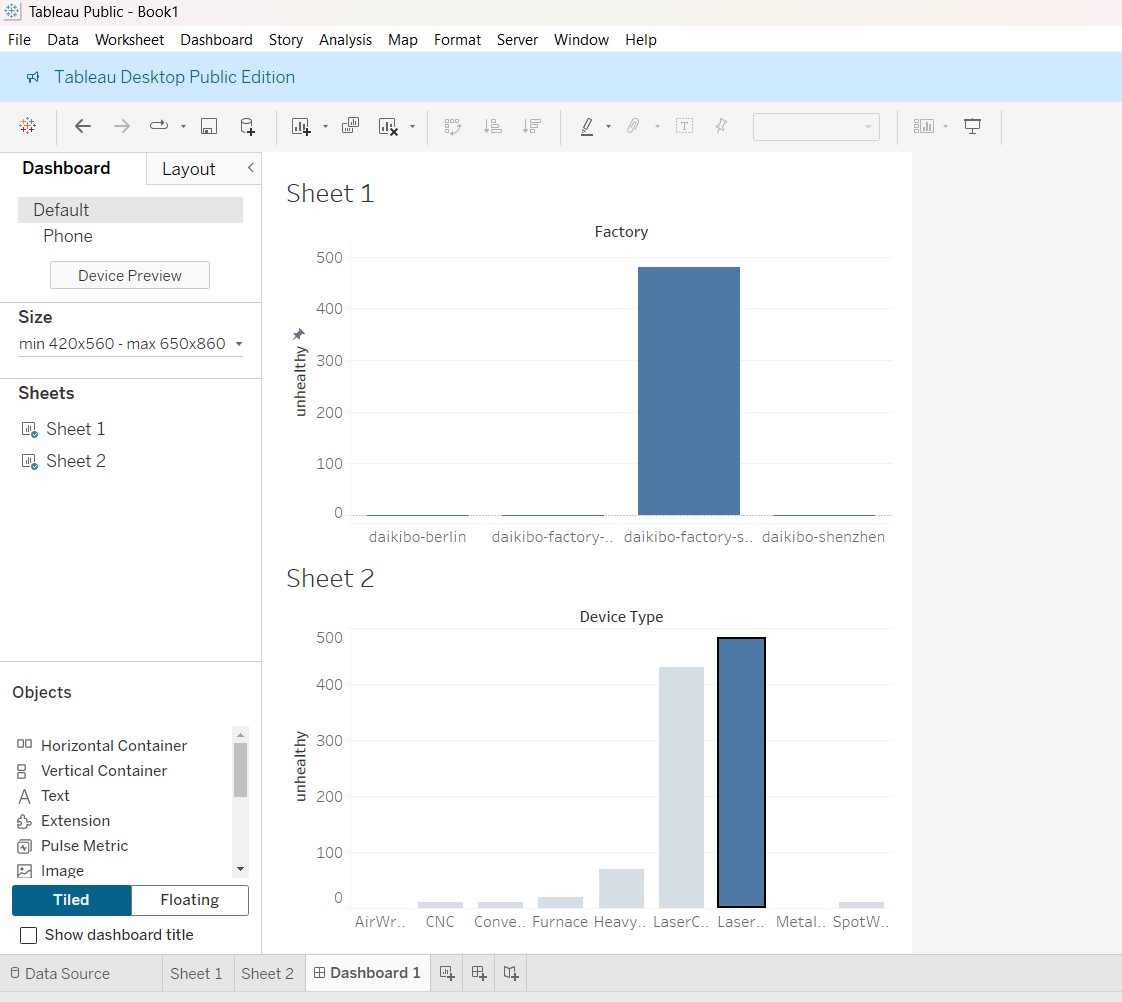 Tableau Public - Book1
File Data Worksheet Dashboard Story Analysis Map Format Server Window Help
Tableau Desktop Public Edition
Dashboard Layout
Default
Phone
Device Preview
Size
min 420x560 - max 650x860
Sheets
Sheet 1
Sheet 2
Objects
Horizontal Container
Vertical Container
Text
Extension
Pulse Metric
Image
Tiled Floating
Show dashboard title
Sheet 1
Factory
unhealthy
500
400
300
200
100
0
daikibo-berlin daikibo-factory-.. daikibo-factory-s.. daikibo-shenzhen
Sheet 2
Device Type
unhealthy
500
400
300
200
100
0
AirWr.. CNC Conve.. Furnace Heavy.. LaserC.. Laser.. Metal.. SpotW..
Data Source Sheet 1 Sheet 2 Dashboard 1